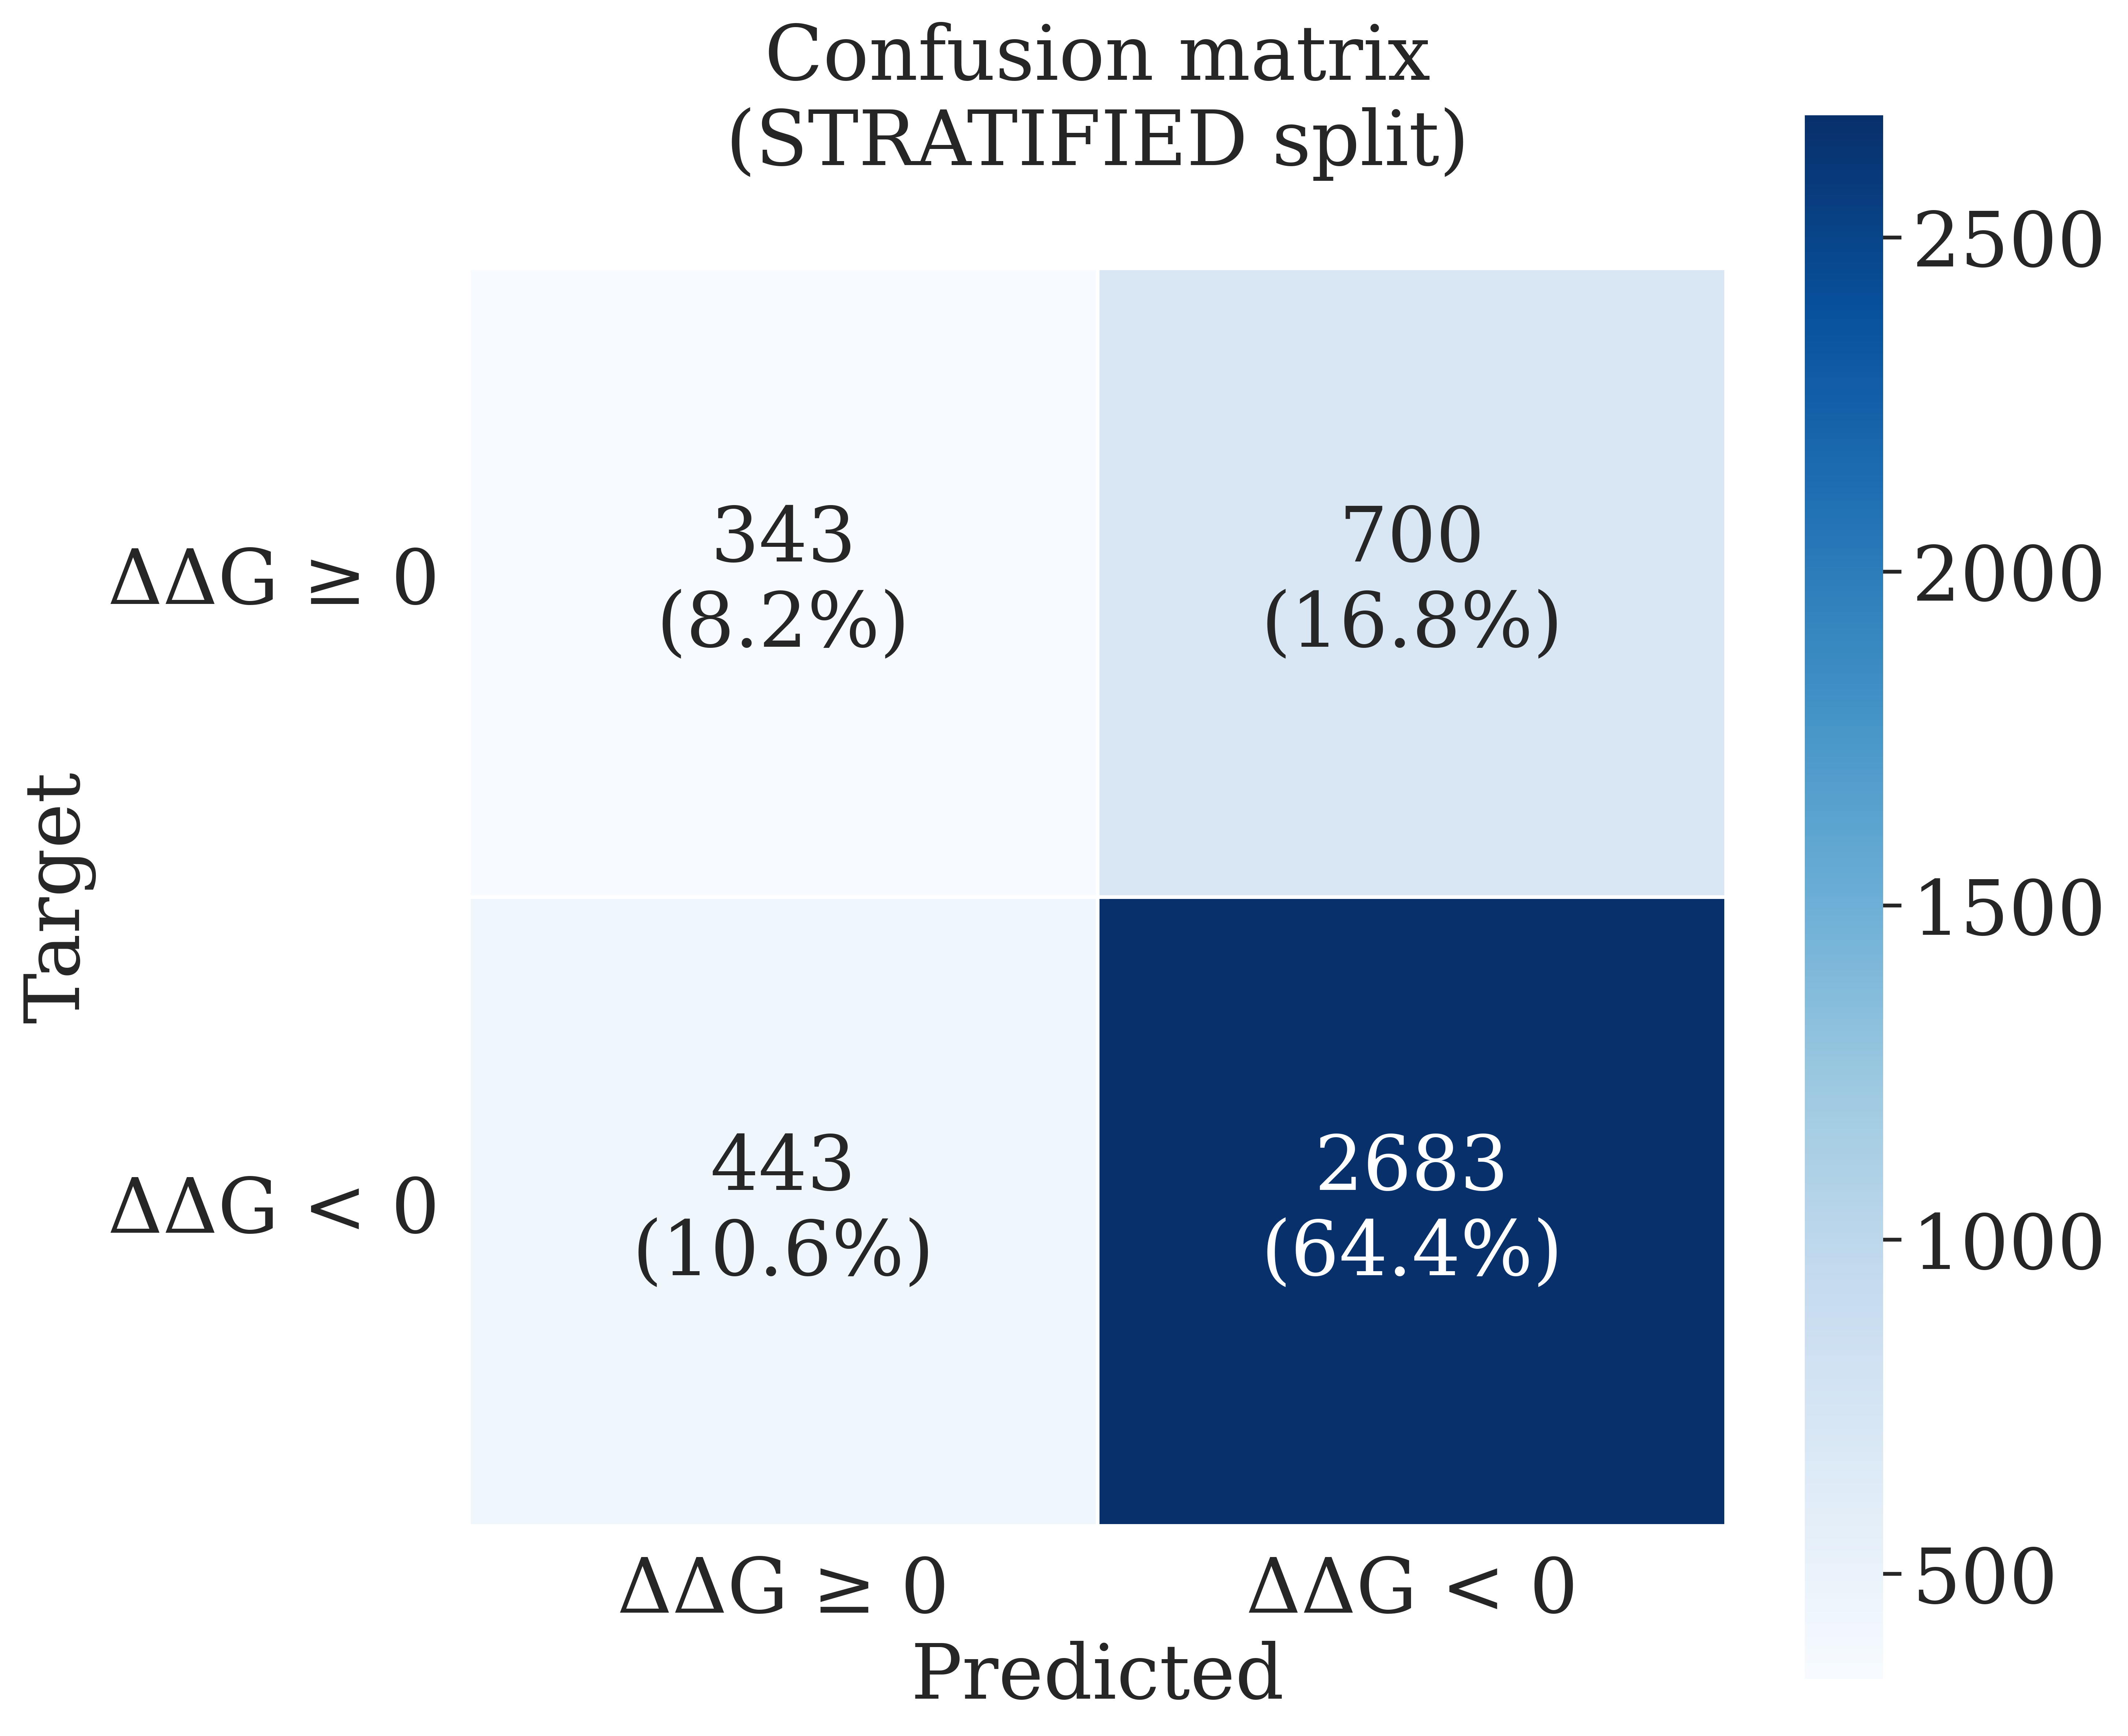 Confusion matrix
(STRATIFIED split)
Target
ΔΔG ≥ 0
ΔΔG < 0
343
(8.2%)
700
(16.8%)
443
(10.6%)
2683
(64.4%)
ΔΔG ≥ 0
ΔΔG < 0
Predicted
2500
2000
1500
1000
500